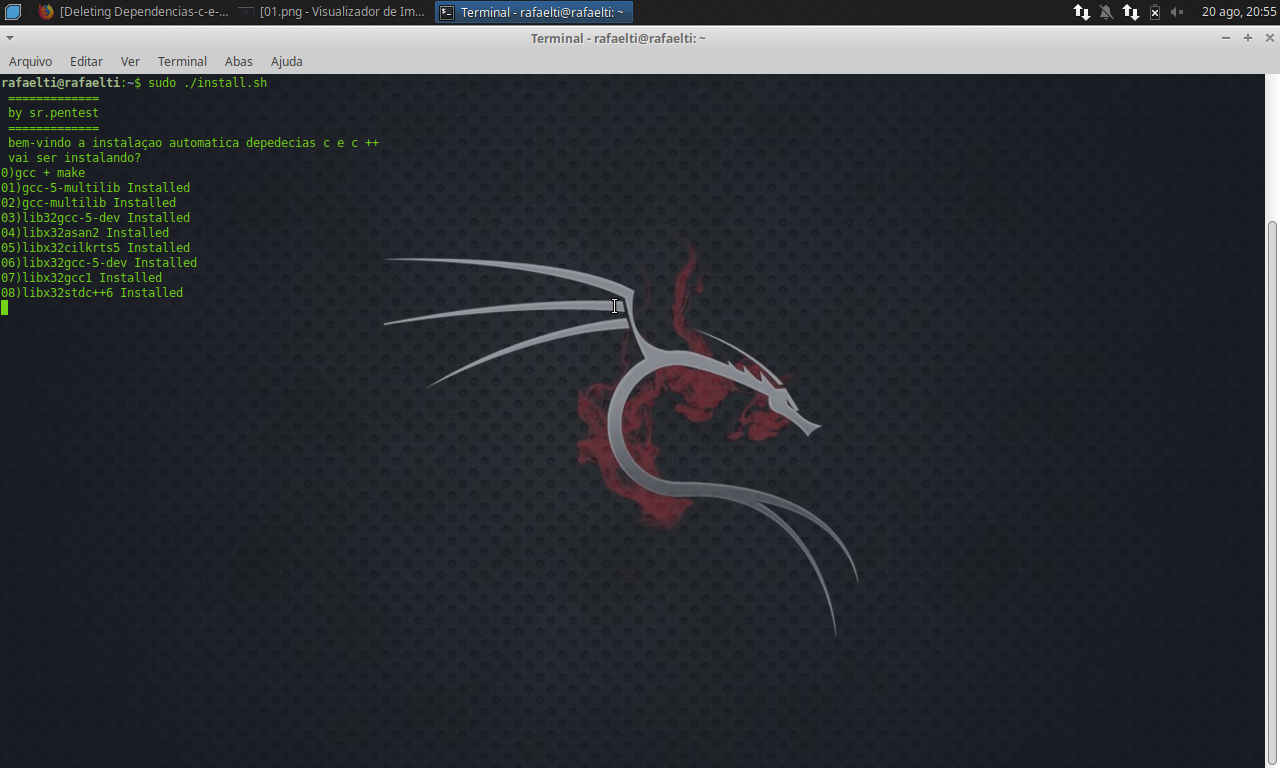 [Deleting Dependencias-c-e-... [01.png - Visualizador de Im... Terminal - rafaelti@rafaelti: ~ 20 ago, 20:55
Terminal - rafaelti@rafaelti: ~
Arquivo Editar Ver Terminal Abas Ajuda
rafaelti@rafaelti:~$ sudo ./install.sh
=============
by sr.pentest
=============
bem-vindo a instalaçao automatica depedecias c e c ++
vai ser instalando?
0)gcc + make
01)gcc-5-multilib Installed
02)gcc-multilib Installed
03)lib32gcc-5-dev Installed
04)libx32asan2 Installed
05)libx32cilkrts5 Installed
06)libx32gcc-5-dev Installed
07)libx32gcc1 Installed
08)libx32stdc++6 Installed